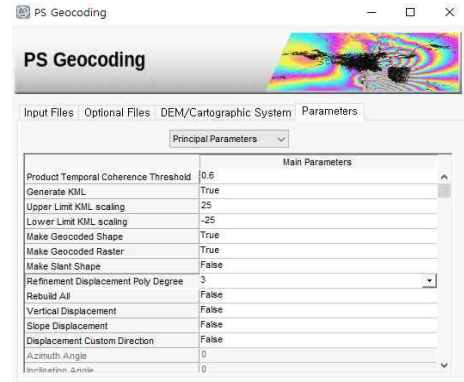 PS Geocoding
PS Geocoding
Input Files Optional Files DEM/Cartographic System Parameters
Principal Parameters
Main Parameters
Product Temporal Coherence Threshold 0.6
Generate KML True
Upper Limit KML scaling 25
Lower Limit KML scaling -25
Make Geocoded Shape True
Make Geocoded Raster True
Make Slant Shape False
Refinement Displacement Poly Degree 3
Rebuild All False
Vertical Displacement False
Slope Displacement False
Displacement Custom Direction False
Azimuth Angle 0
Inclination Angle 0